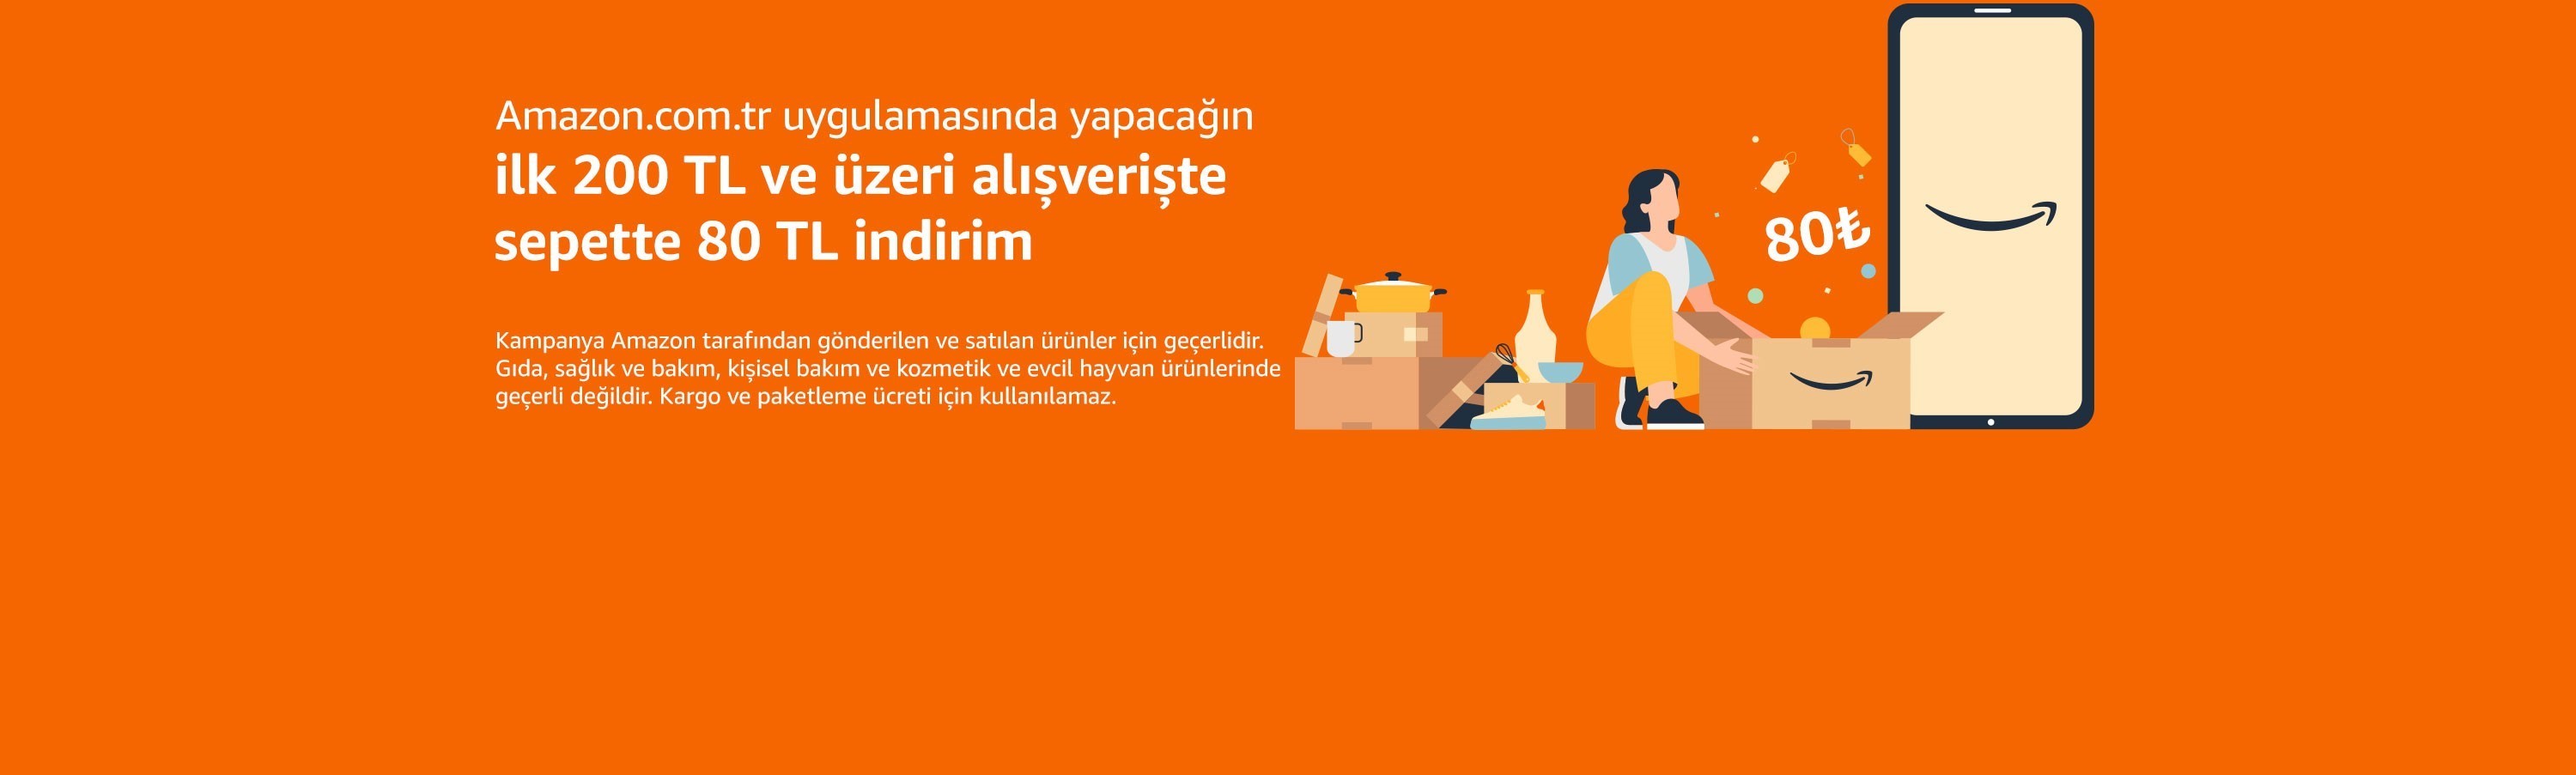 Amazon.com.tr uygulamasında yapacağın
ilk 200 TL ve üzeri alışverişte
sepette 80 TL indirim
80₺
Kampanya Amazon tarafından gönderilen ve satılan ürünler için geçerlidir.
Gıda, sağlık ve bakım, kişisel bakım ve kozmetik ve evcil hayvan ürünlerinde
geçerli değildir. Kargo ve paketleme ücreti için kullanılamaz.